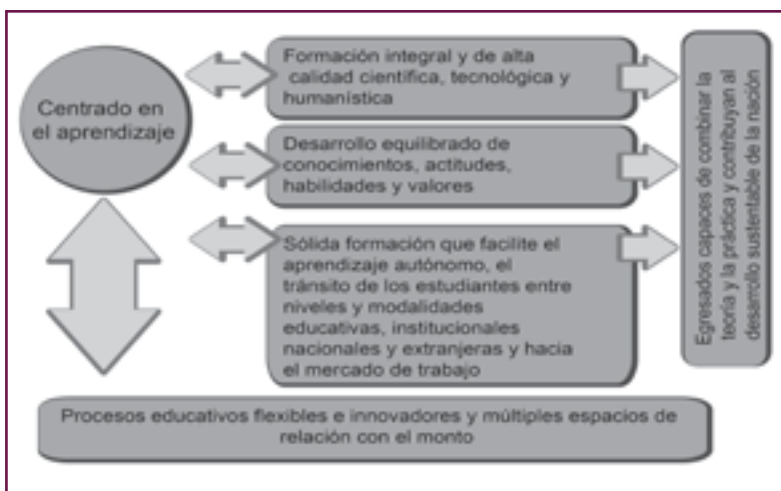 Centrado en
el aprendizaje
Formación integral y de alta
calidad científica, tecnológica y
humanística
Desarrollo equilibrado de
conocimientos, actitudes,
habilidades y valores
Sólida formación que facilite el
aprendizaje autónomo, el
tránsito de los estudiantes entre
niveles y modalidades
educativas, institucionales
nacionales y extranjeras y hacia
el mercado de trabajo
Egresados capaces de combinar la
teoría y la práctica y contribuyan al
desarrollo sustentable de la nación
Procesos educativos flexibles e innovadores y múltiples espacios de
relación con el monto